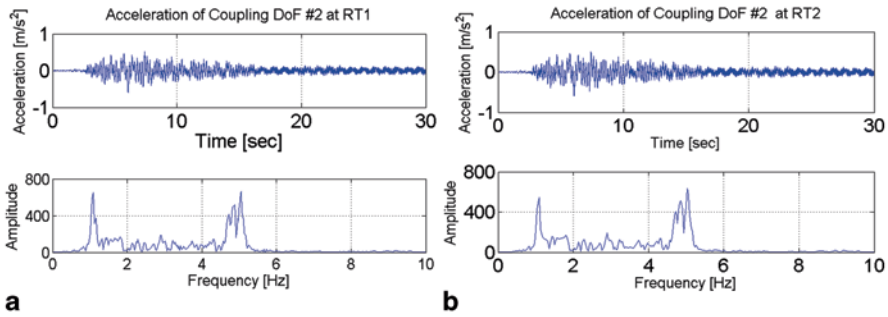 Acceleration of Coupling DoF #2 at RT1
Acceleration [m/s²]
1
0
-1
0 10 20 30
Time [sec]
Amplitude
800
400
0
0 2 4 6 8 10
Frequency [Hz]
a
Acceleration of Coupling DoF #2 at RT2
Acceleration [m/s²]
1
0
-1
0 10 20 30
Time [sec]
Amplitude
800
400
0
0 2 4 6 8 10
Frequency [Hz]
b